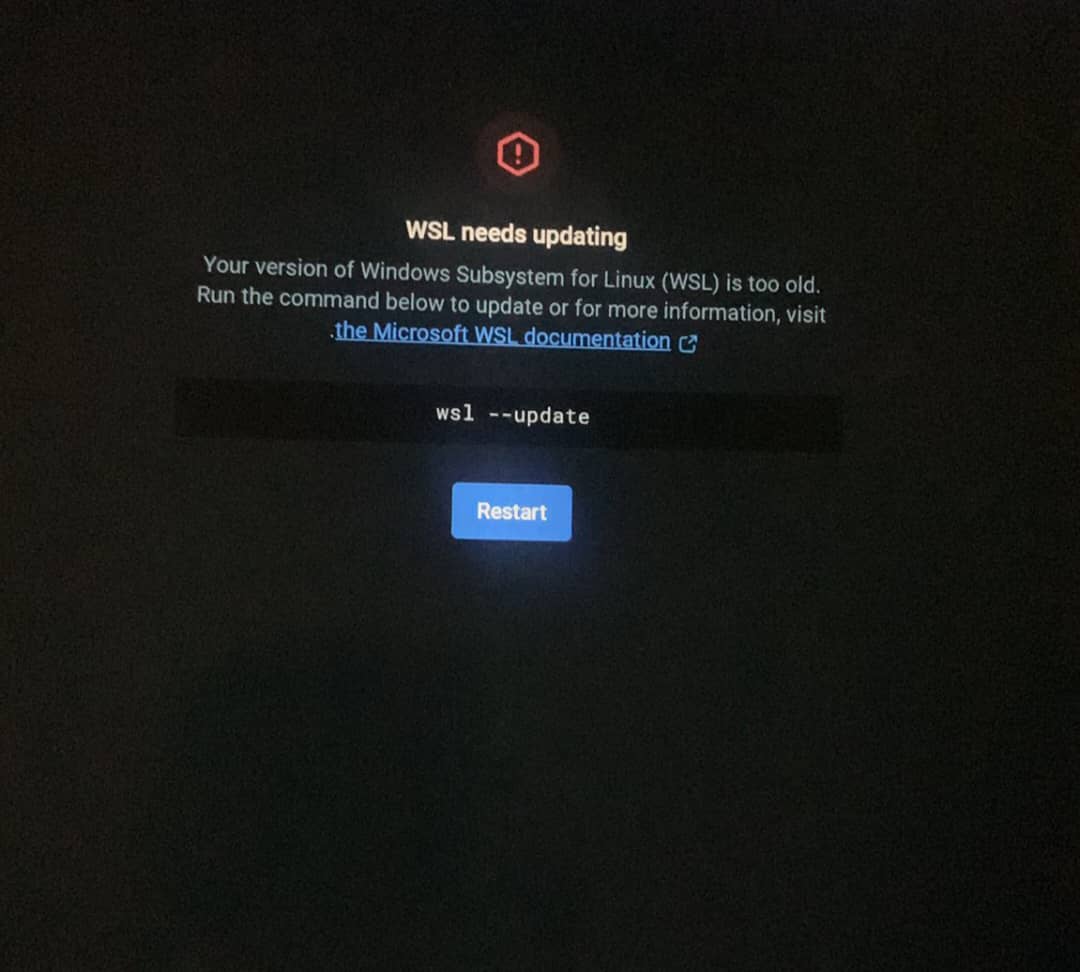 WSL needs updating
Your version of Windows Subsystem for Linux (WSL) is too old.
Run the command below to update or for more information, visit
.the Microsoft WSL documentation
wsl --update
Restart